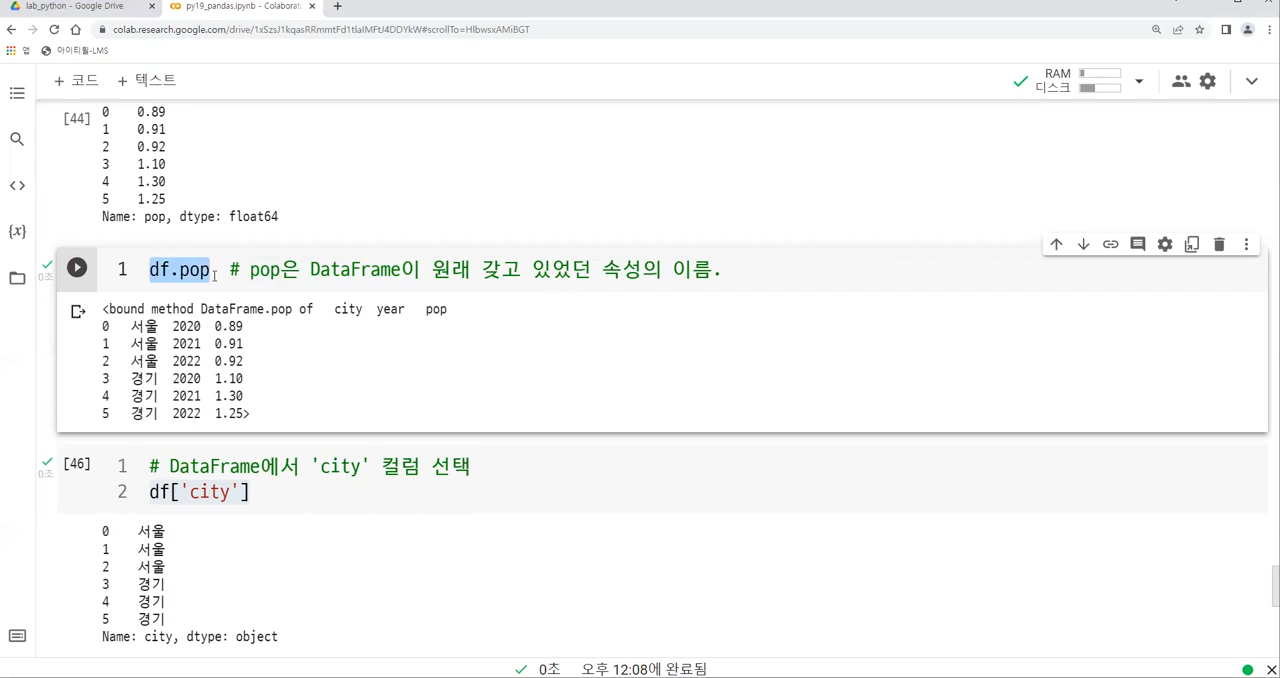 lab_python - Google Drive
py19_pandas.ipynb - Colaborato
colab.research.google.com/drive/1xSzsJ1kqasRRmmtFd1tlaIMFtJ4DDYkW#scrollTo=HIbwsxAMiBGT
앱 아이티윌-LMS
+ 코드 + 텍스트
RAM
디스크
[44]
0 0.89
1 0.91
2 0.92
3 1.10
4 1.30
5 1.25
Name: pop, dtype: float64
0초
1 df.pop # pop은 DataFrame이 원래 갖고 있었던 속성의 이름.
<bound method DataFrame.pop of city year pop
0 서울 2020 0.89
1 서울 2021 0.91
2 서울 2022 0.92
3 경기 2020 1.10
4 경기 2021 1.30
5 경기 2022 1.25>
0초
[46]
1 # DataFrame에서 'city' 컬럼 선택
2 df['city']
0 서울
1 서울
2 서울
3 경기
4 경기
5 경기
Name: city, dtype: object
0초 오후 12:08에 완료됨